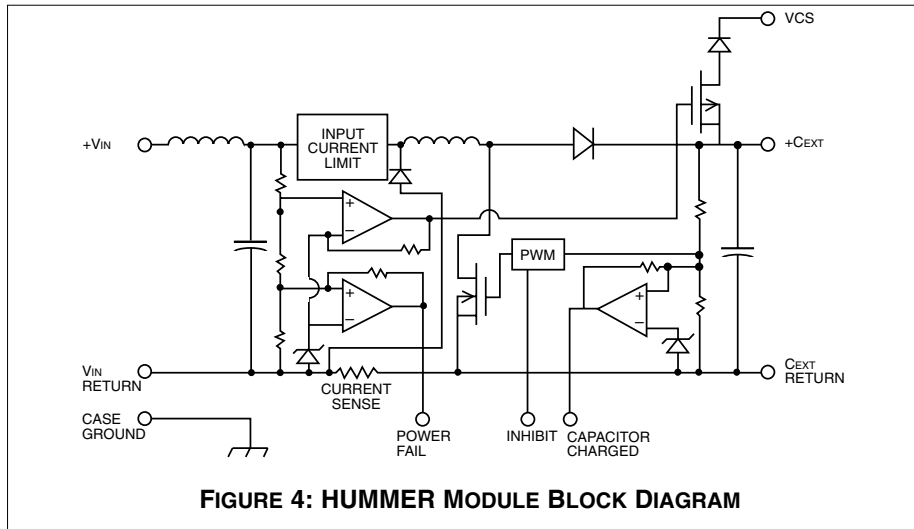 VCS
+VIN
INPUT
CURRENT
LIMIT
+CEXT
+
−
PWM
+
−
+
−
VIN
RETURN
CURRENT
SENSE
CEXT
RETURN
CASE
GROUND
POWER
FAIL
INHIBIT
CAPACITOR
CHARGED
FIGURE 4: HUMMER MODULE BLOCK DIAGRAM